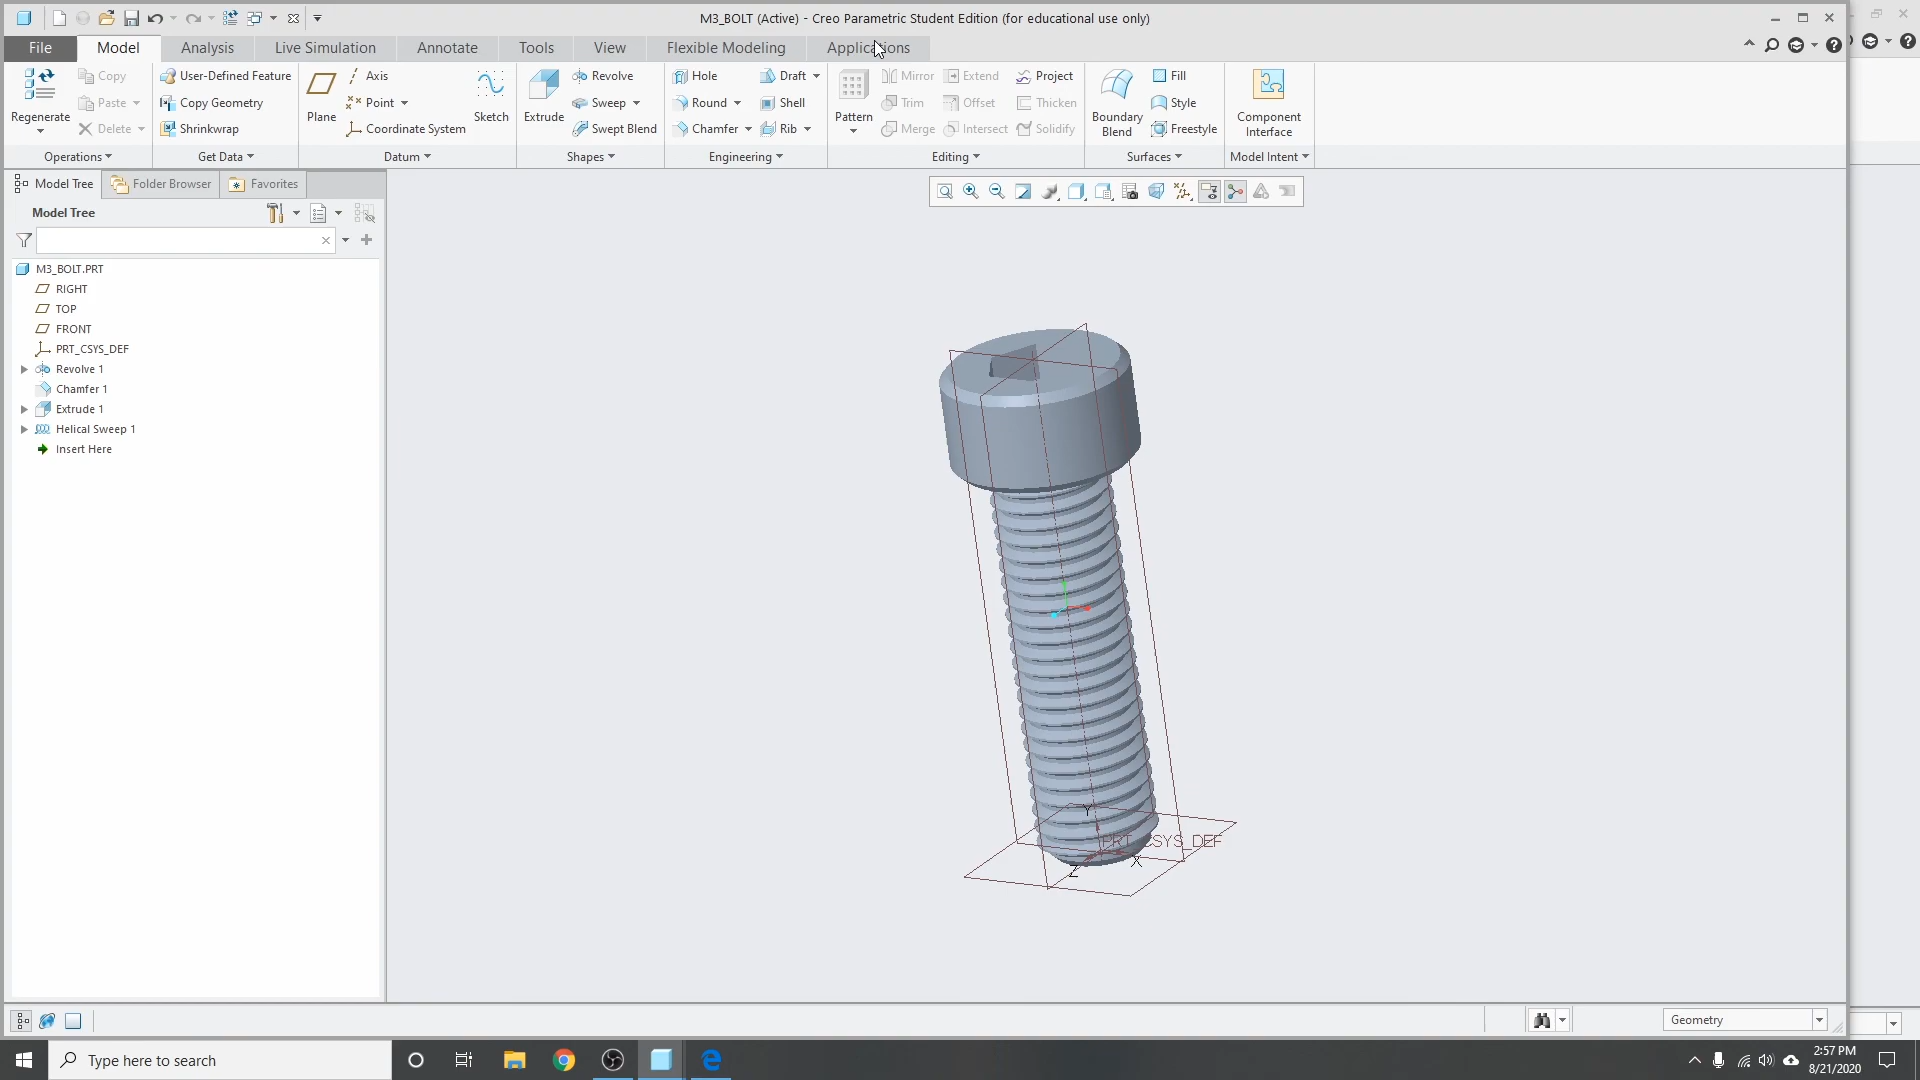 M3_BOLT (Active) - Creo Parametric Student Edition (for educational use only)
File Model Analysis Live Simulation Annotate Tools View Flexible Modeling Applications
Regenerate
Copy
Paste
Delete
Operations
User-Defined Feature
Copy Geometry
Shrinkwrap
Get Data
Plane
Axis
Point
Coordinate System
Sketch
Datum
Extrude
Revolve
Sweep
Swept Blend
Shapes
Hole
Round
Chamfer
Draft
Shell
Rib
Engineering
Pattern
Mirror
Trim
Merge
Extend
Offset
Intersect
Project
Thicken
Solidify
Editing
Boundary
Blend
Fill
Style
Freestyle
Surfaces
Component
Interface
Model Intent
Model Tree Folder Browser Favorites
Model Tree
M3_BOLT.PRT
RIGHT
TOP
FRONT
PRT_CSYS_DEF
Revolve 1
Chamfer 1
Extrude 1
Helical Sweep 1
Insert Here
Y
PRT_CSYS_DEF
X
Z
Geometry
Type here to search
2:57 PM
8/21/2020